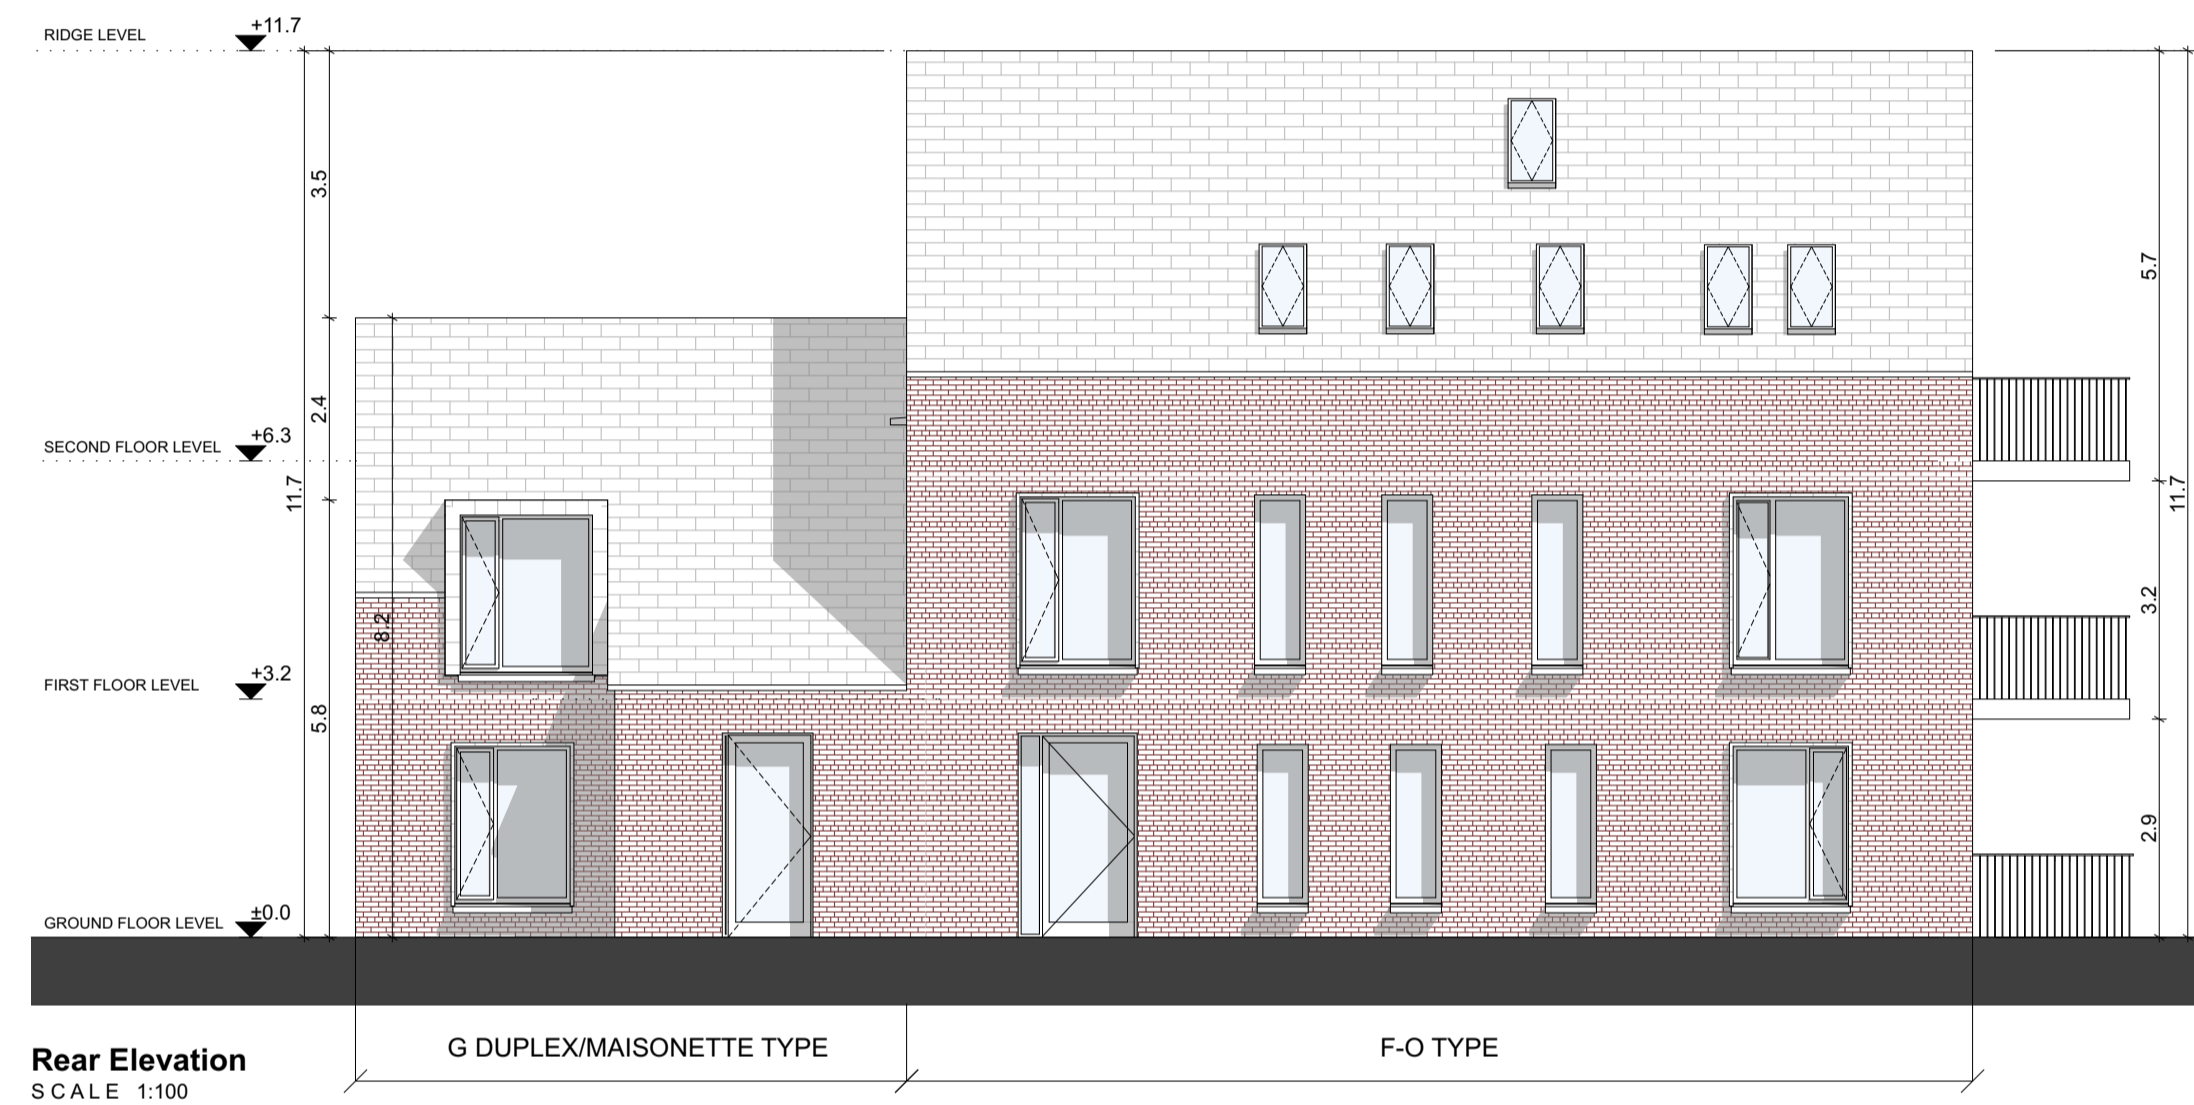 RIDGE LEVEL
+11.7
3.5
5.7
2.4
SECOND FLOOR LEVEL
+6.3
11.7
11.7
8.2
3.2
FIRST FLOOR LEVEL
+3.2
5.8
2.9
GROUND FLOOR LEVEL
±0.0
G DUPLEX/MAISONETTE TYPE
F-O TYPE
Rear Elevation
SCALE 1:100